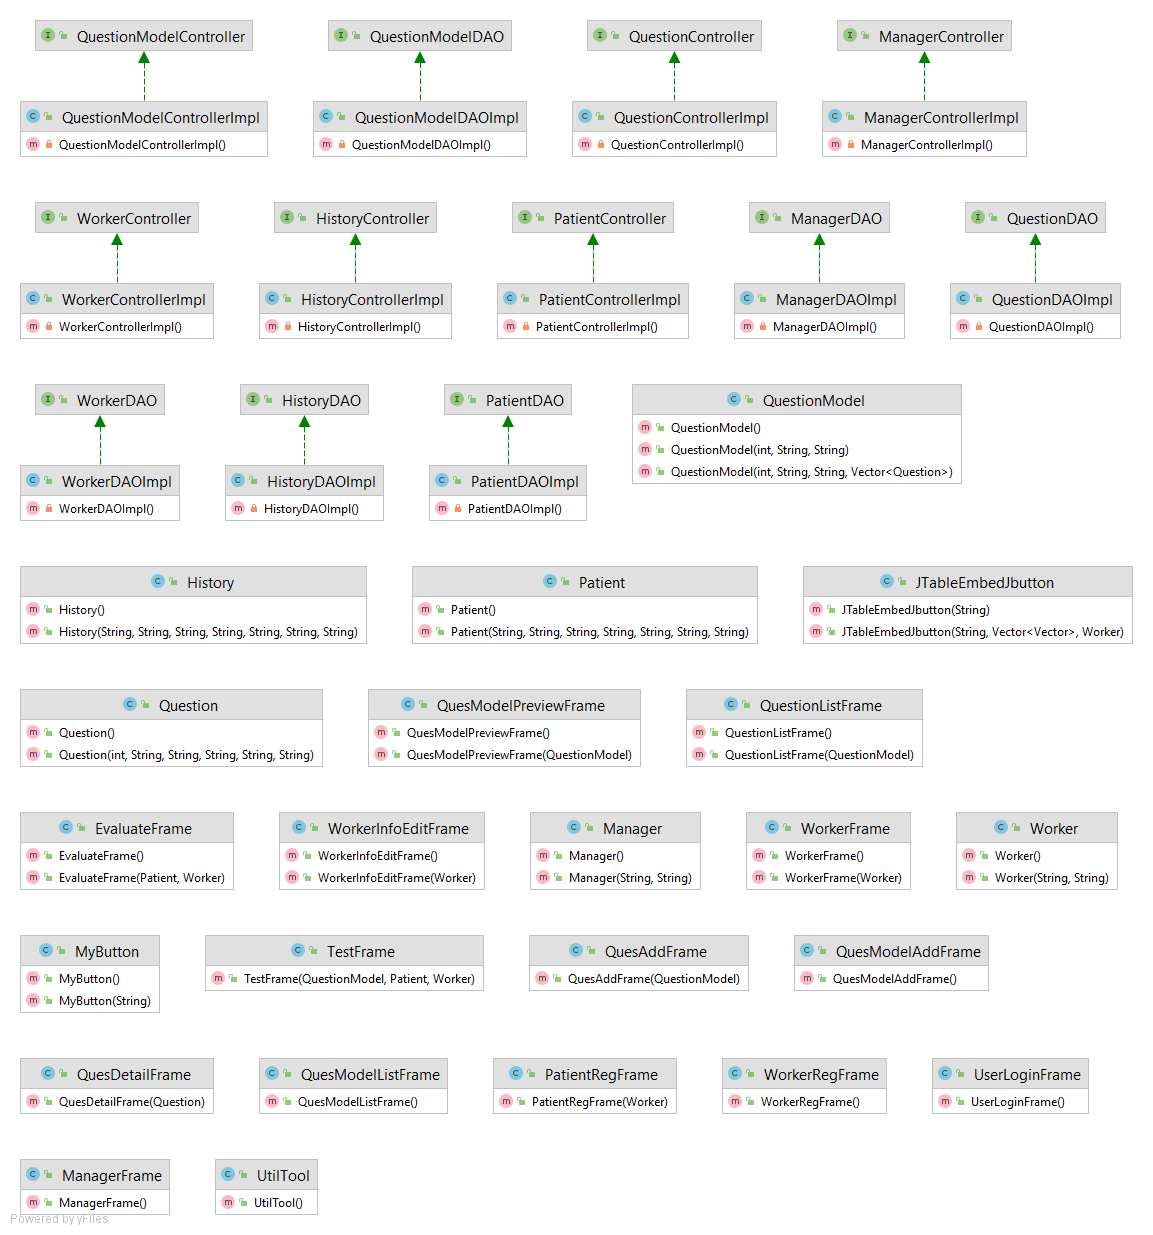 QuestionModelController
QuestionModelDAO
QuestionController
ManagerController
QuestionModelControllerImpl
QuestionModelControllerImpl()
QuestionModelDAOImpl
QuestionModelDAOImpl()
QuestionControllerImpl
QuestionControllerImpl()
ManagerControllerImpl
ManagerControllerImpl()
WorkerController
HistoryController
PatientController
ManagerDAO
QuestionDAO
WorkerControllerImpl
WorkerControllerImpl()
HistoryControllerImpl
HistoryControllerImpl()
PatientControllerImpl
PatientControllerImpl()
ManagerDAOImpl
ManagerDAOImpl()
QuestionDAOImpl
QuestionDAOImpl()
WorkerDAO
HistoryDAO
PatientDAO
WorkerDAOImpl
WorkerDAOImpl()
HistoryDAOImpl
HistoryDAOImpl()
PatientDAOImpl
PatientDAOImpl()
QuestionModel
QuestionModel()
QuestionModel(int, String, String)
QuestionModel(int, String, String, Vector<Question>)
History
History()
History(String, String, String, String, String, String, String)
Patient
Patient()
Patient(String, String, String, String, String, String, String)
JTableEmbedJbutton
JTableEmbedJbutton(String)
JTableEmbedJbutton(String, Vector<Vector>, Worker)
Question
Question()
Question(int, String, String, String, String, String)
QuesModelPreviewFrame
QuesModelPreviewFrame()
QuesModelPreviewFrame(QuestionModel)
QuestionListFrame
QuestionListFrame()
QuestionListFrame(QuestionModel)
EvaluateFrame
EvaluateFrame()
EvaluateFrame(Patient, Worker)
WorkerInfoEditFrame
WorkerInfoEditFrame()
WorkerInfoEditFrame(Worker)
Manager
Manager()
Manager(String, String)
WorkerFrame
WorkerFrame()
WorkerFrame(Worker)
Worker
Worker()
Worker(String, String)
MyButton
MyButton()
MyButton(String)
TestFrame
TestFrame(QuestionModel, Patient, Worker)
QuesAddFrame
QuesAddFrame(QuestionModel)
QuesModelAddFrame
QuesModelAddFrame()
QuesDetailFrame
QuesDetailFrame(Question)
QuesModelListFrame
QuesModelListFrame()
PatientRegFrame
PatientRegFrame(Worker)
WorkerRegFrame
WorkerRegFrame()
UserLoginFrame
UserLoginFrame()
ManagerFrame
ManagerFrame()
UtilTool
UtilTool()
Powered by yFiles